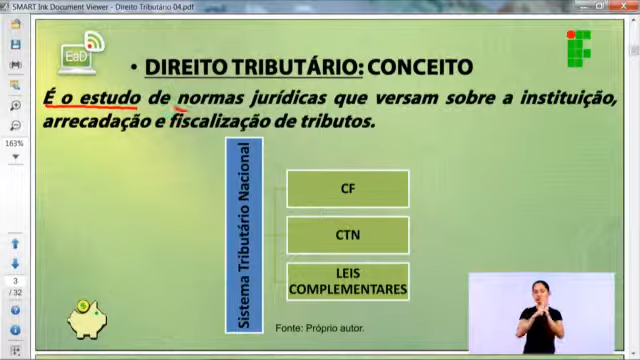 SMART Ink Document Viewer - Direito Tributário 04.pdf
EaD
• DIREITO TRIBUTÁRIO: CONCEITO
É o estudo de normas jurídicas que versam sobre a instituição,
arrecadação e fiscalização de tributos.
163%
Sistema Tributário Nacional
CF
CTN
LEIS
COMPLEMENTARES
3
/ 32
Fonte: Próprio autor.